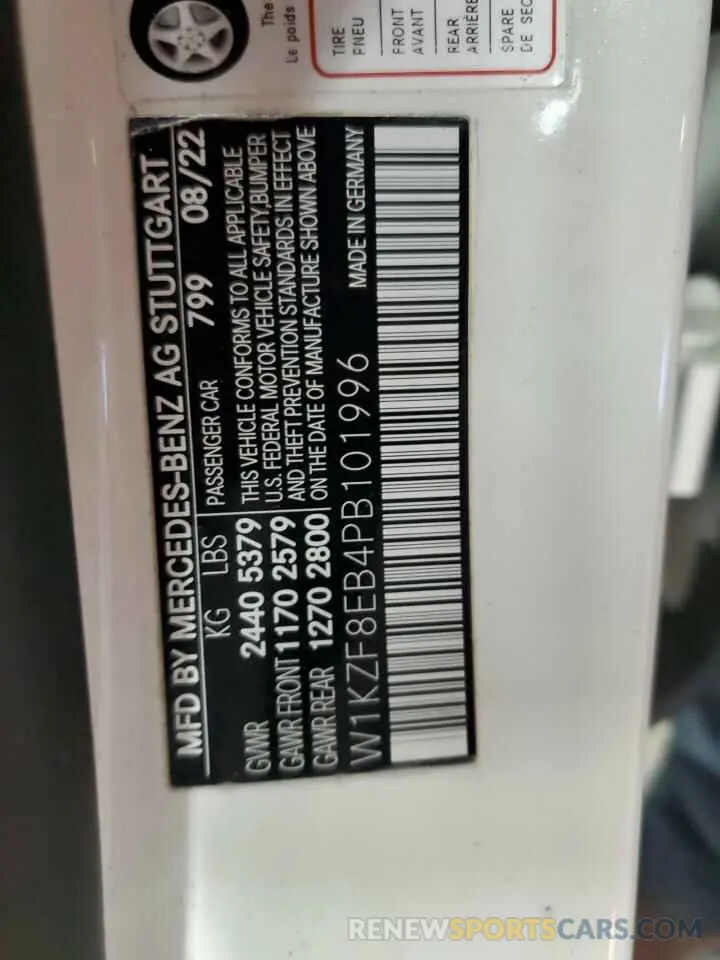 The
Le poids
TIRE
PNEU
FRONT
AVANT
REAR
ARRIÈRE
SPARE
DE
MFD BY MERCEDES-BENZ AG STUTTGART
KG LBS PASSENGER CAR 799 08/22
GVWR 2440 5379
GAWR FRONT 1170 2579
GAWR REAR 1270 2800
THIS VEHICLE CONFORMS TO ALL APPLICABLE
U.S. FEDERAL MOTOR VEHICLE SAFETY,BUMPER
AND THEFT PREVENTION STANDARDS IN EFFECT
ON THE DATE OF MANUFACTURE SHOWN ABOVE
W1KZF8EB4PB101996 MADE IN GERMANY
RENEWSPORTSCARS.COM